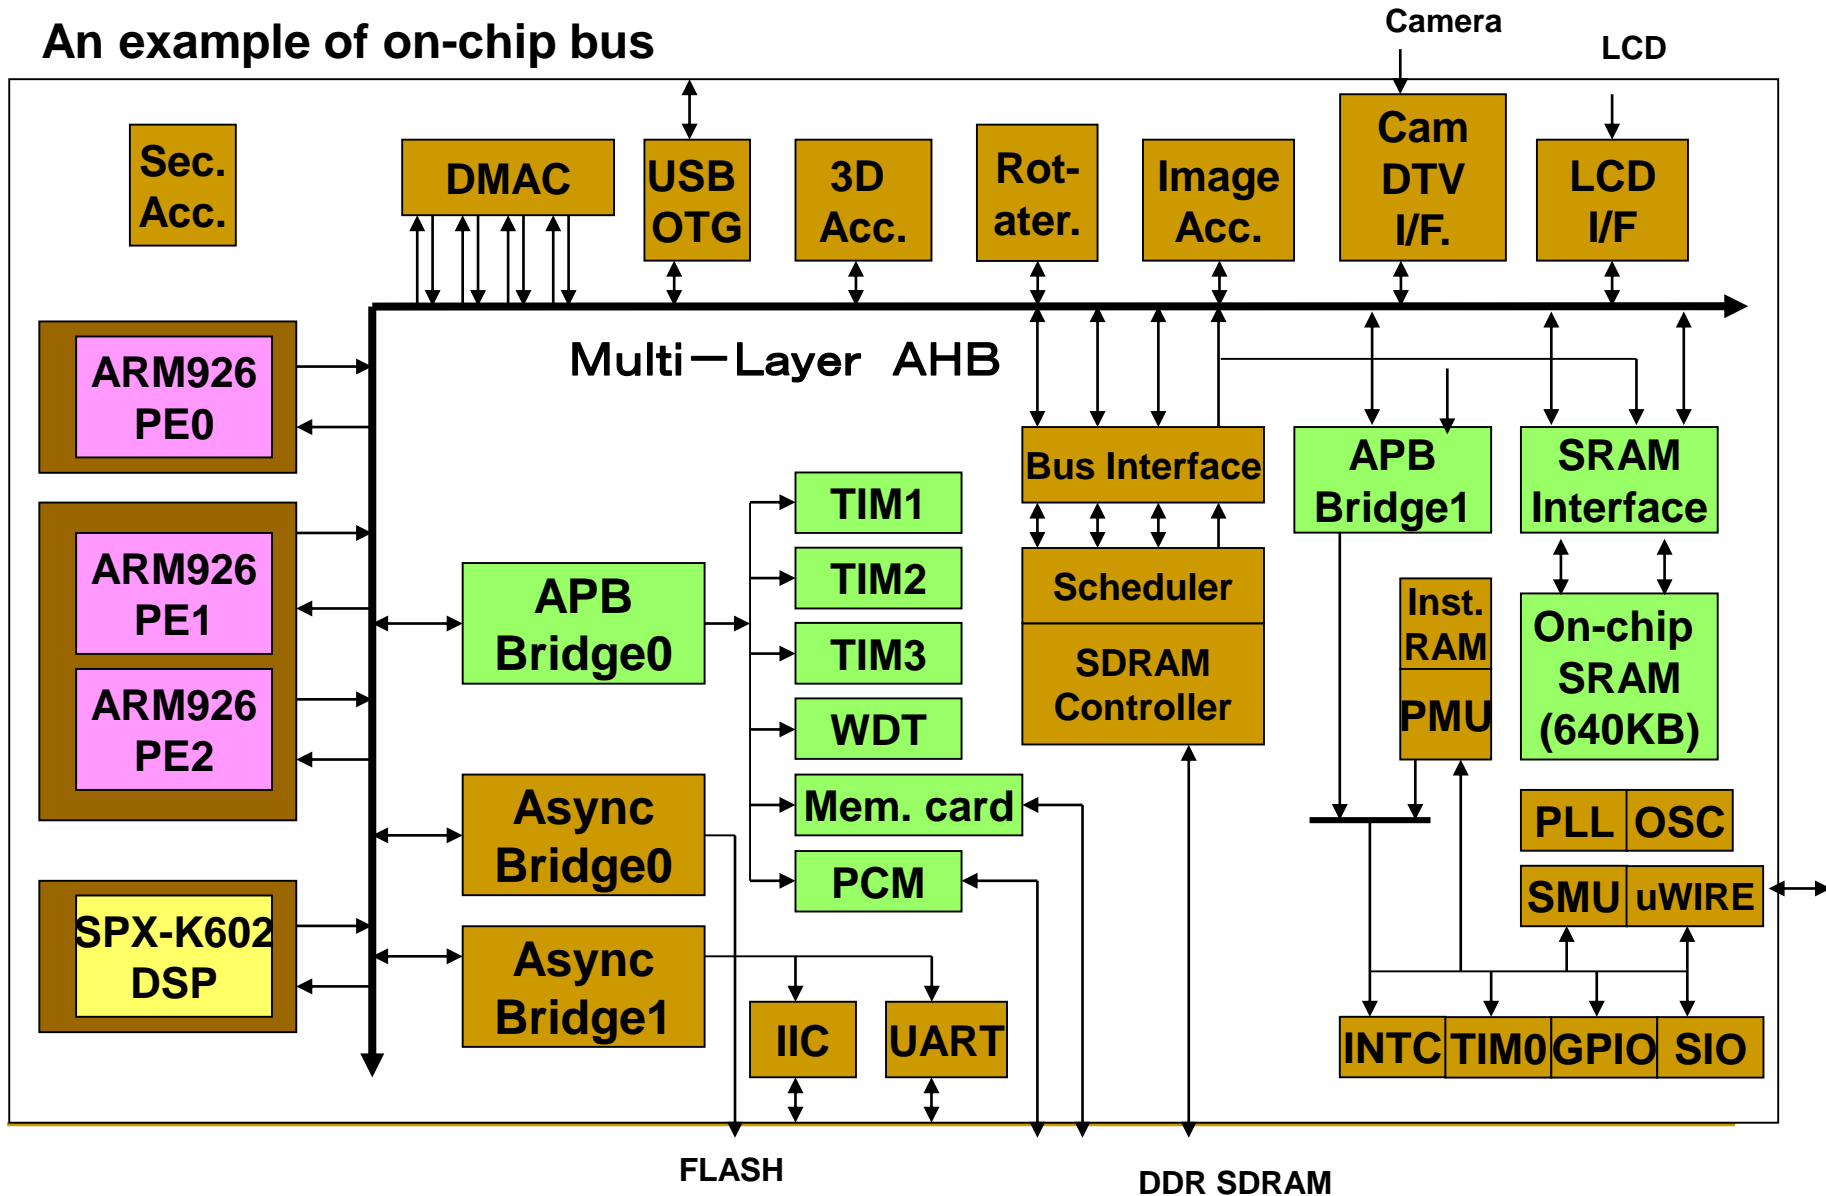 An example of on-chip bus
Camera
LCD
Sec.
Acc.
DMAC
USB
OTG
3D
Acc.
Rot-
ater.
Image
Acc.
Cam
DTV
I/F.
LCD
I/F
Multi－Layer AHB
ARM926
PE0
ARM926
PE1
ARM926
PE2
SPX-K602
DSP
APB
Bridge0
Async
Bridge0
Async
Bridge1
TIM1
TIM2
TIM3
WDT
Mem. card
PCM
IIC
UART
Bus Interface
Scheduler
SDRAM
Controller
APB
Bridge1
SRAM
Interface
Inst.
RAM
PMU
On-chip
SRAM
(640KB)
PLL
OSC
SMU
uWIRE
INTC
TIM0
GPIO
SIO
FLASH
DDR SDRAM